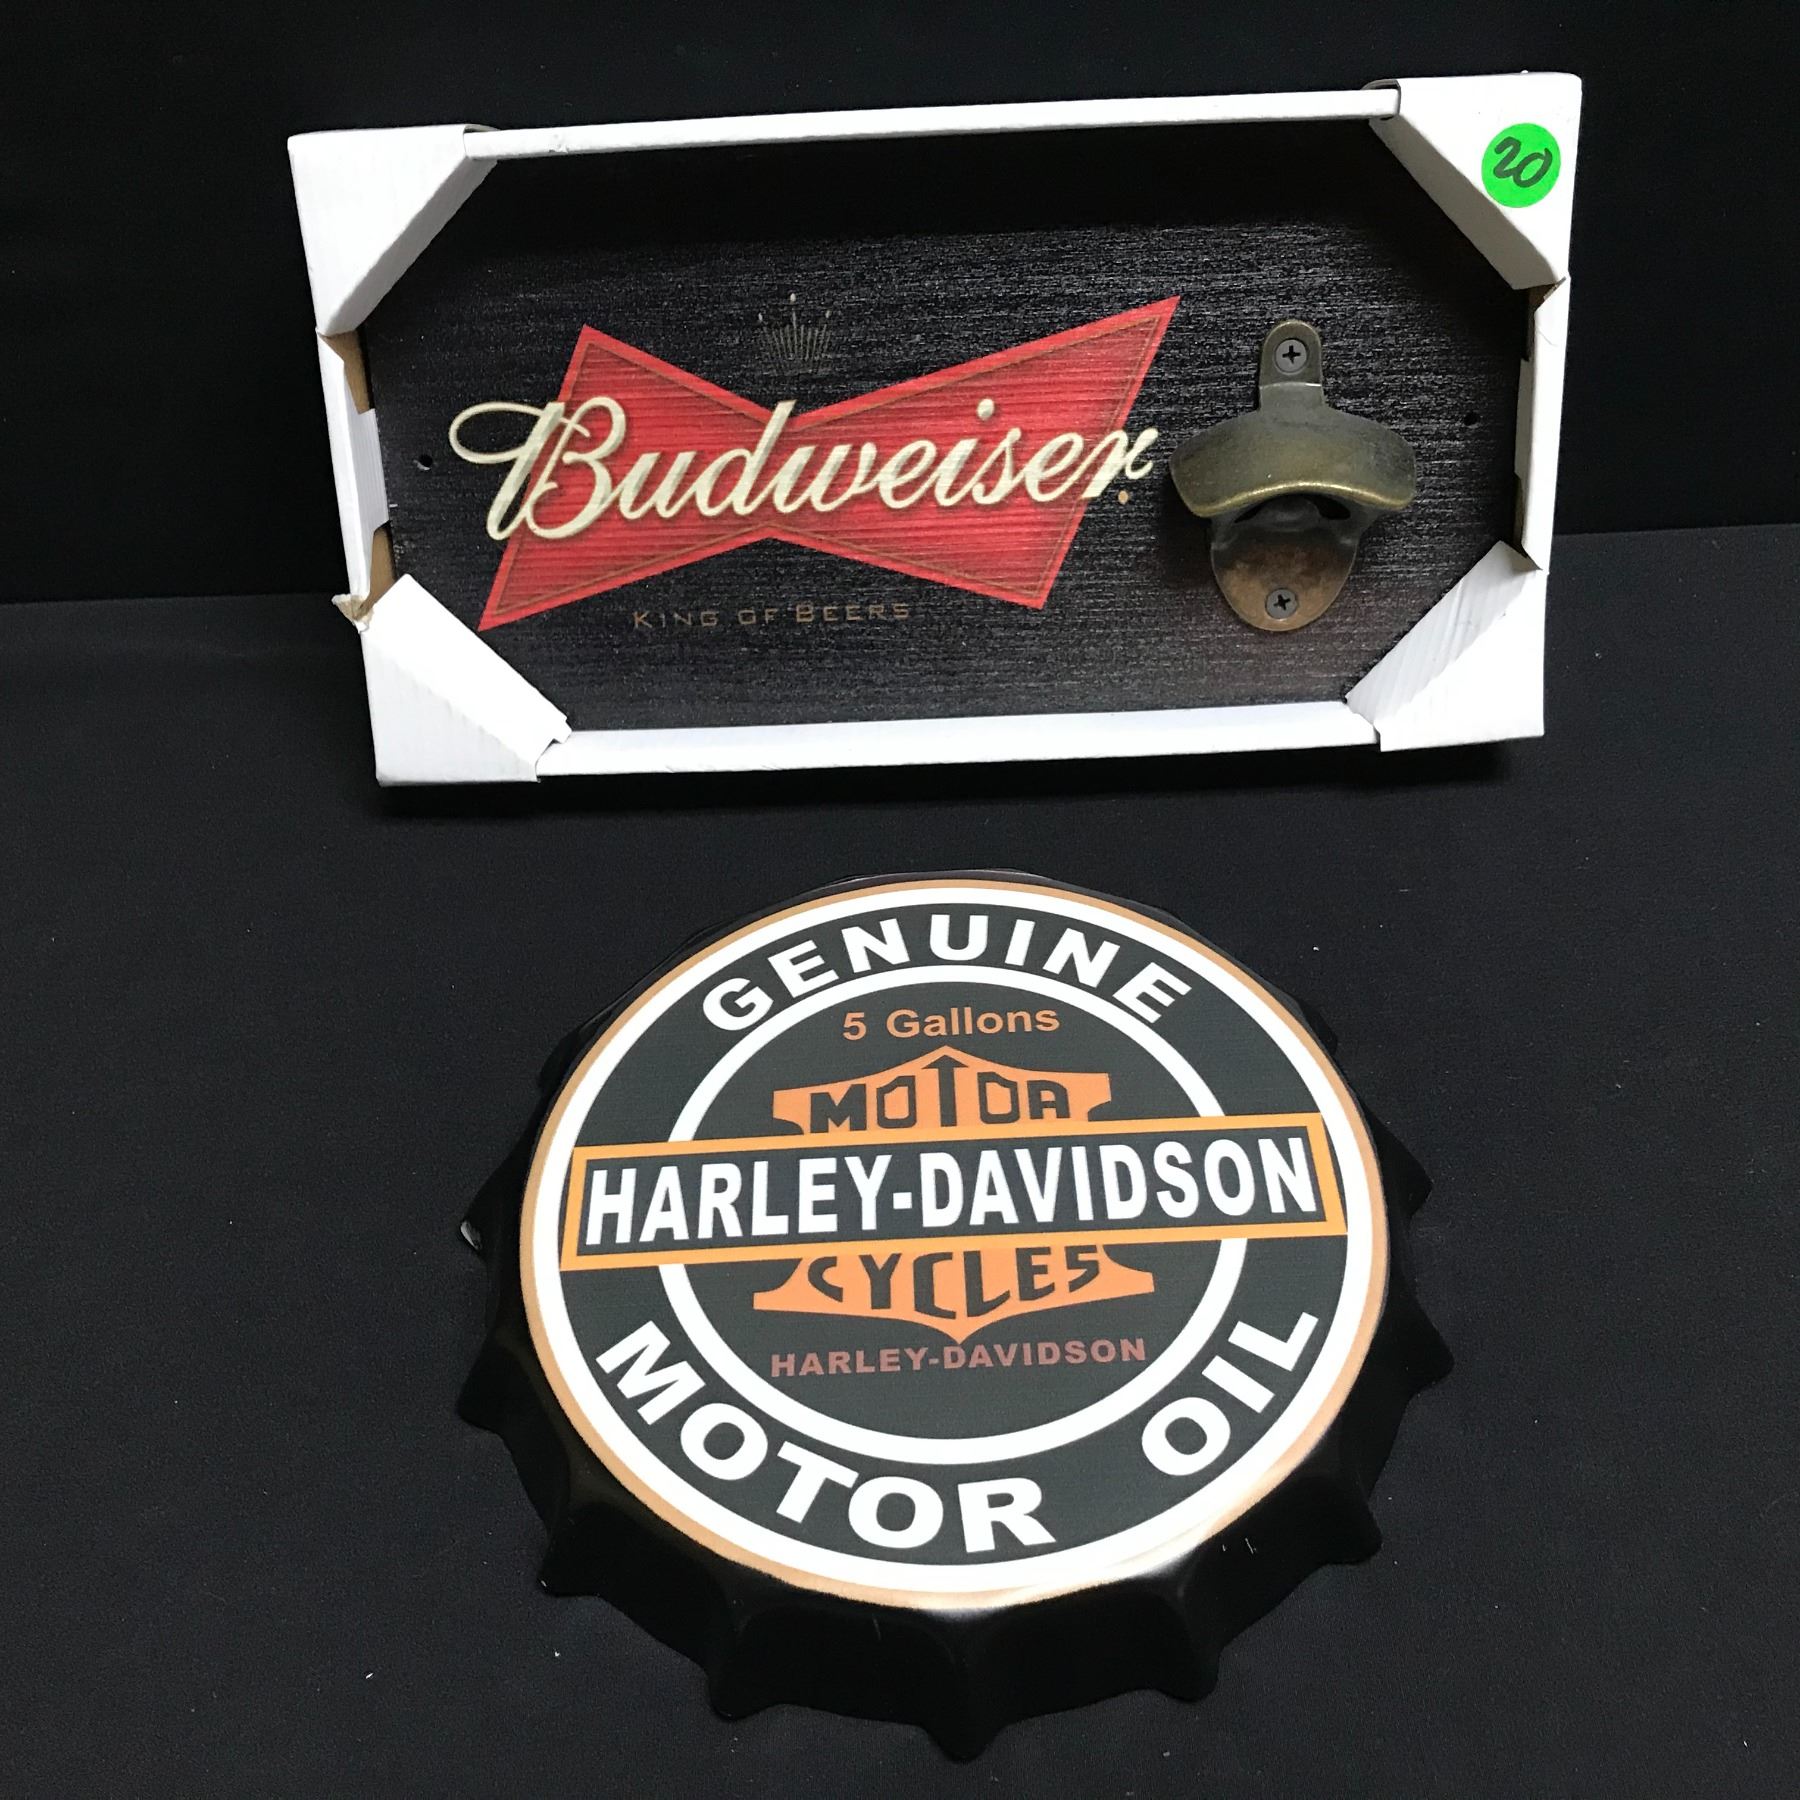 20
Budweiser
KING OF BEERS
GENUINE
5 Gallons
MOTOR
HARLEY-DAVIDSON
CYCLES
HARLEY-DAVIDSON
MOTOR OIL